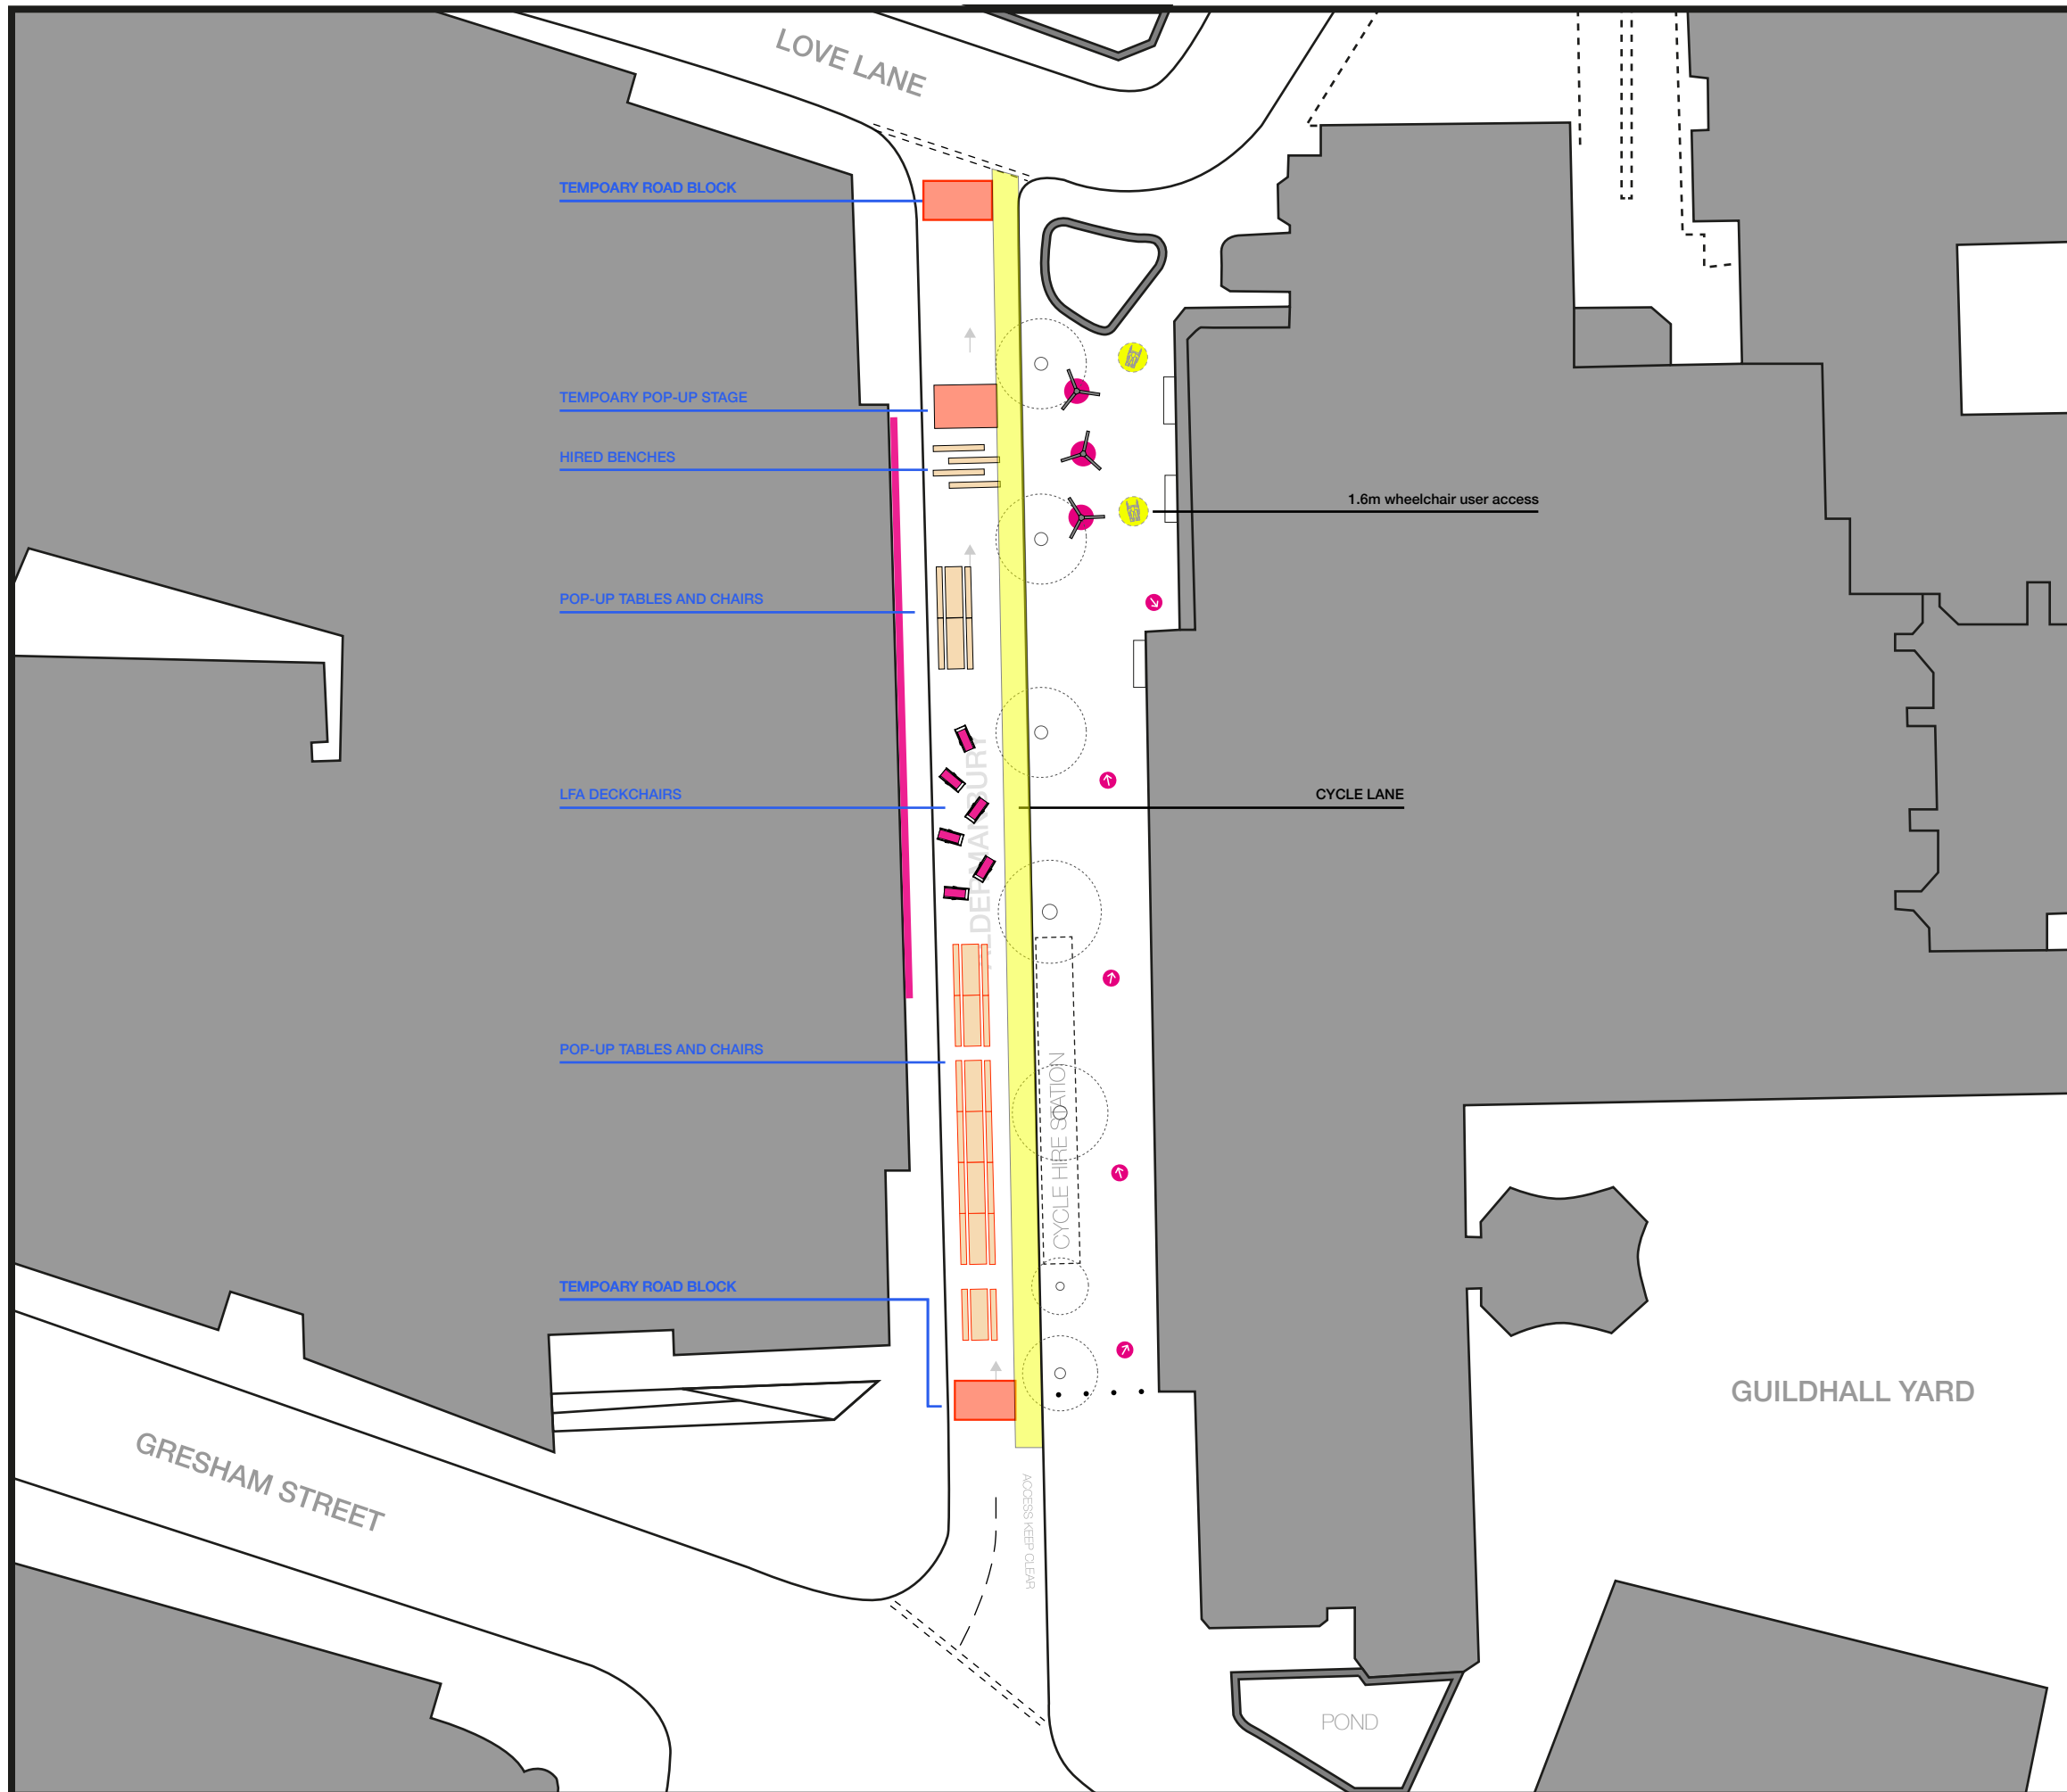 LOVE LANE
TEMPOARY ROAD BLOCK
TEMPOARY POP-UP STAGE
HIRED BENCHES
1.6m wheelchair user access
POP-UP TABLES AND CHAIRS
ALDERMANBURY
LFA DECKCHAIRS
CYCLE LANE
POP-UP TABLES AND CHAIRS
CYCLE HIRE STATION
TEMPOARY ROAD BLOCK
GUILDHALL YARD
GRESHAM STREET
ACCESS KEEP CLEAR
POND